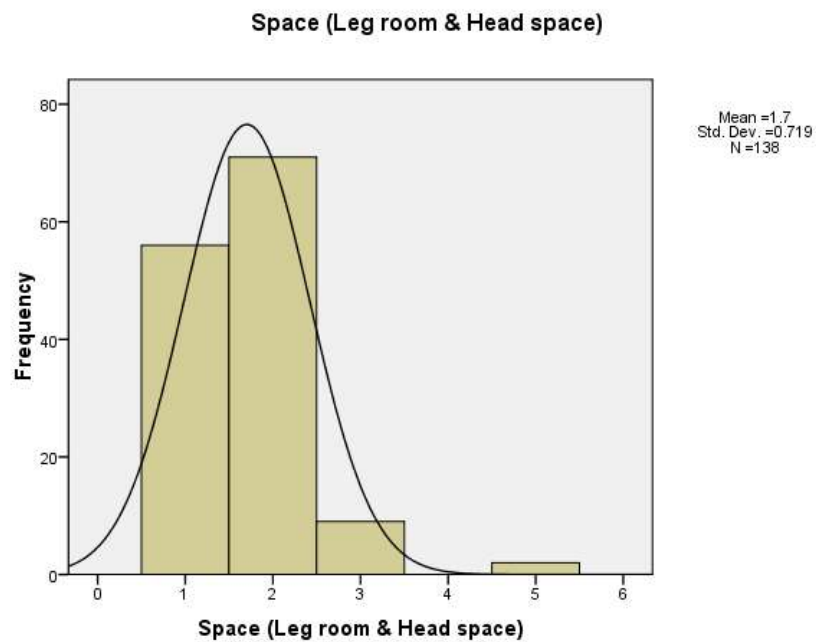 Space (Leg room & Head space)
Mean =1.7
Std. Dev. =0.719
N =138
80
60
40
20
0
Frequency
0 1 2 3 4 5 6
Space (Leg room & Head space)